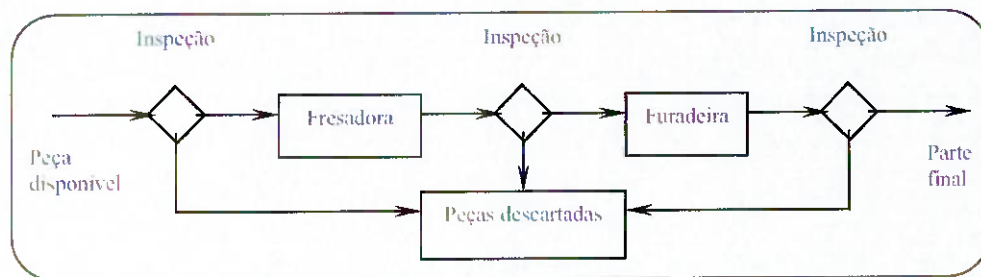 Inspeção
Inspeção
Inspeção
Fresadora
Furadeira
Peça
disponível
Parte
final
Peças descartadas